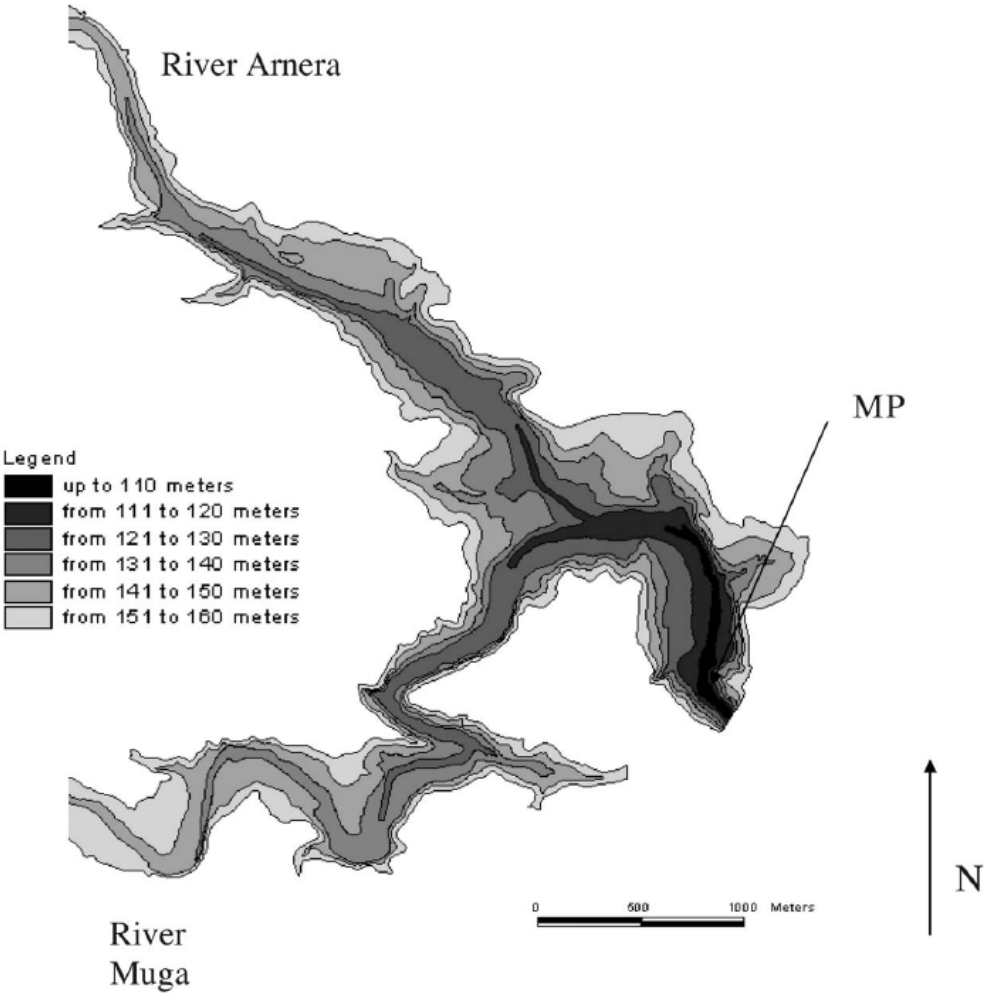 River Arnera
MP
Legend
up to 110 meters
from 111 to 120 meters
from 121 to 130 meters
from 131 to 140 meters
from 141 to 150 meters
from 151 to 160 meters
N
0 500 1000 Meters
River
Muga